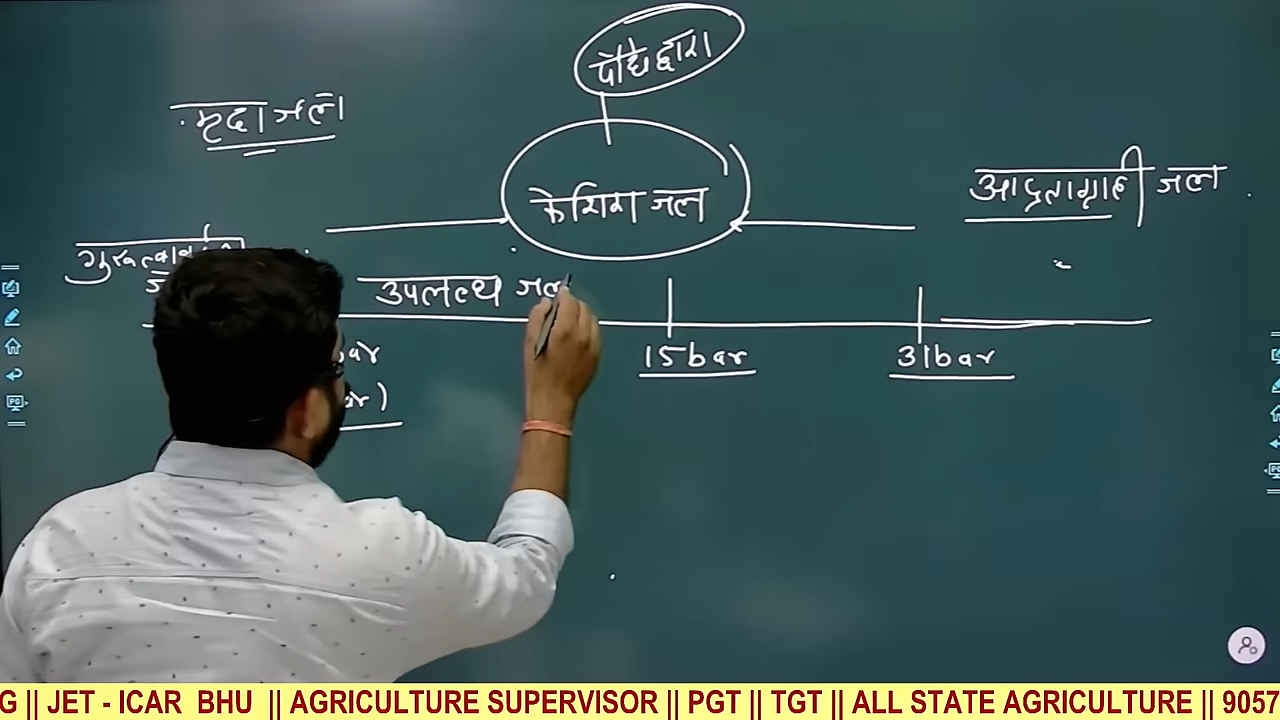 पौधे द्वारा
मृदा जल
केशिका जल
आद्रताग्राही जल
उपलब्ध जल
15 bar
31 bar
G || JET - ICAR BHU || AGRICULTURE SUPERVISOR || PGT || TGT || ALL STATE AGRICULTURE || 9057